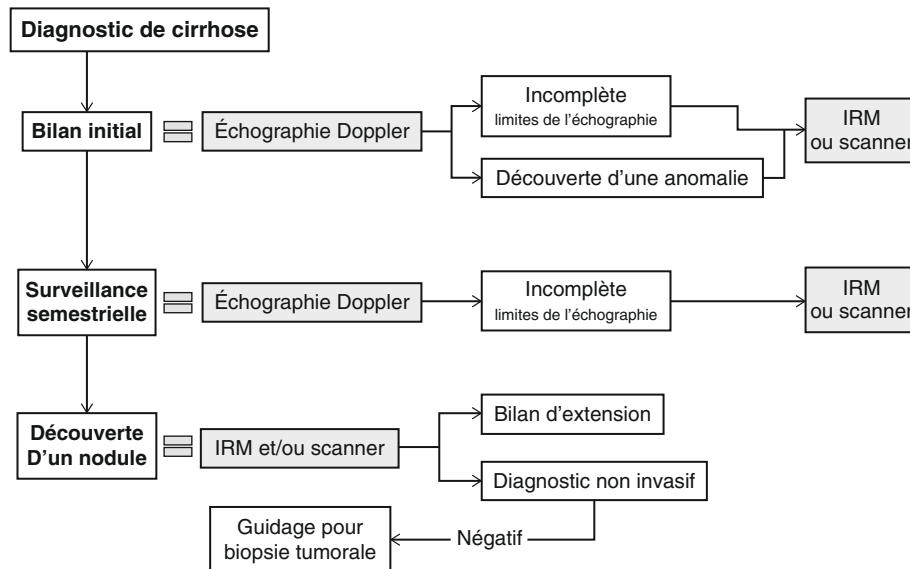 Diagnostic de cirrhose
Bilan initial
Échographie Doppler
Incomplète
limites de l'échographie
Découverte d'une anomalie
IRM
ou scanner
Surveillance
semestrielle
Échographie Doppler
Incomplète
limites de l'échographie
IRM
ou scanner
Découverte
D'un nodule
IRM et/ou scanner
Bilan d'extension
Diagnostic non invasif
Négatif
Guidage pour
biopsie tumorale